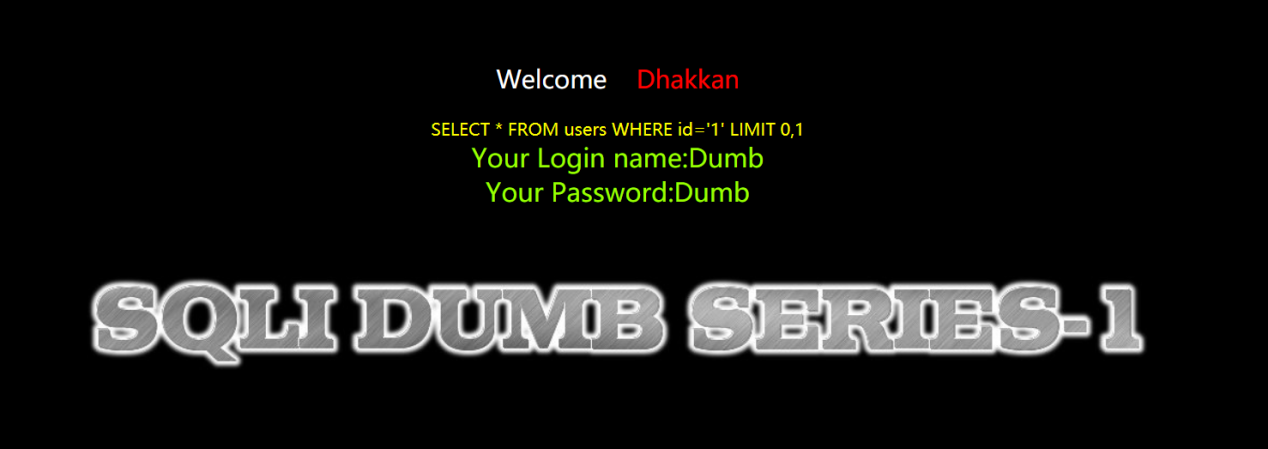 Welcome Dhakkan
SELECT * FROM users WHERE id='1' LIMIT 0,1
Your Login name:Dumb
Your Password:Dumb
SQLI DUMB SERIES-1